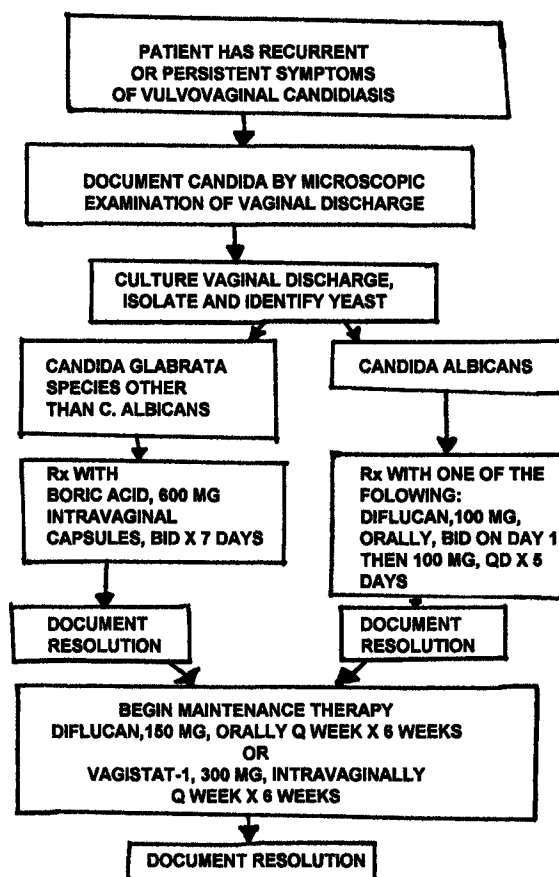 PATIENT HAS RECURRENT
OR PERSISTENT SYMPTOMS
OF VULVOVAGINAL CANDIDIASIS
DOCUMENT CANDIDA BY MICROSCOPIC
EXAMINATION OF VAGINAL DISCHARGE
CULTURE VAGINAL DISCHARGE,
ISOLATE AND IDENTIFY YEAST
CANDIDA GLABRATA
SPECIES OTHER
THAN C. ALBICANS
CANDIDA ALBICANS
Rx WITH
BORIC ACID, 600 MG
INTRAVAGINAL
CAPSULES, BID X 7 DAYS
Rx WITH ONE OF THE
FOLOWING:
DIFLUCAN,100 MG,
ORALLY, BID ON DAY 1
THEN 100 MG, QD X 5
DAYS
DOCUMENT
RESOLUTION
DOCUMENT
RESOLUTION
BEGIN MAINTENANCE THERAPY
DIFLUCAN,150 MG, ORALLY Q WEEK X 6 WEEKS
OR
VAGISTAT-1, 300 MG, INTRAVAGINALLY
Q WEEK X 6 WEEKS
DOCUMENT RESOLUTION